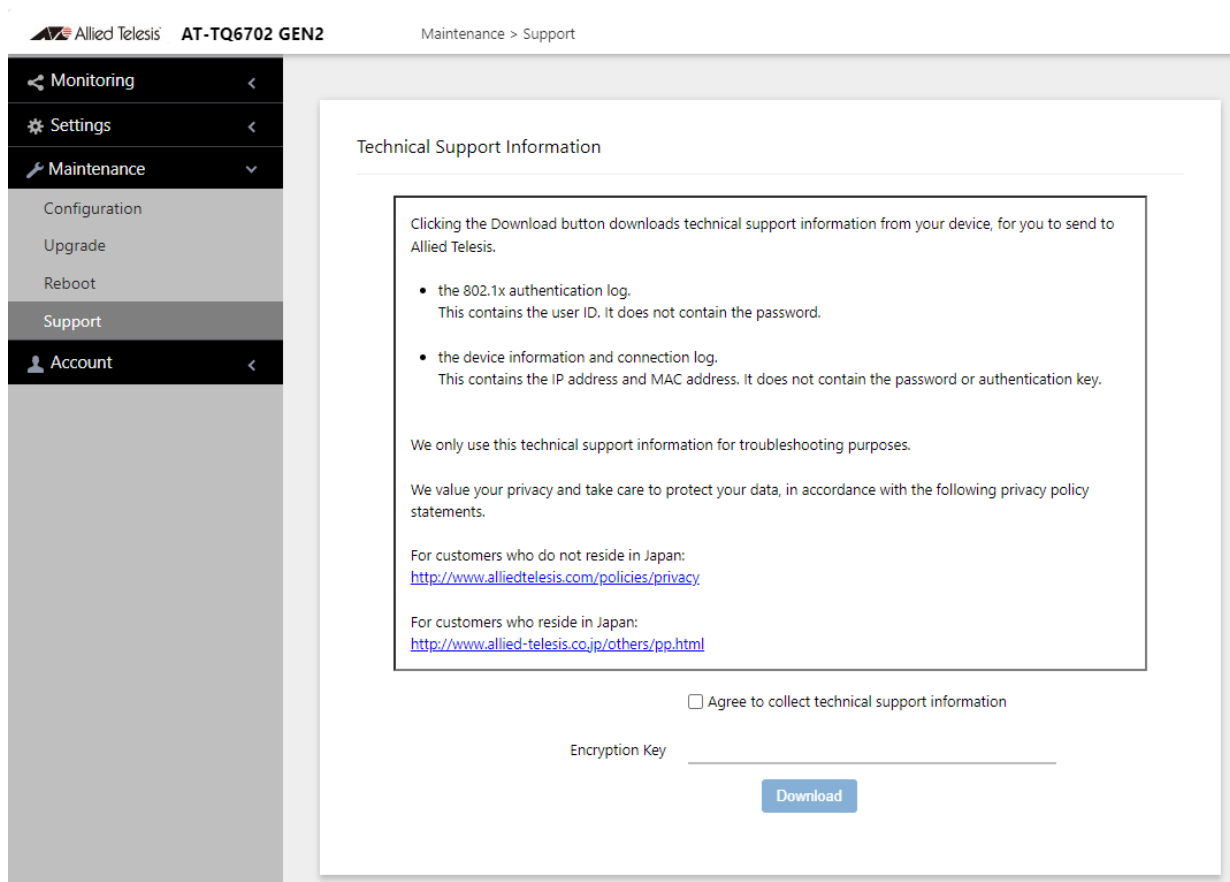 Allied Telesis AT-TQ6702 GEN2 Maintenance > Support
Monitoring
Settings
Maintenance
Configuration
Upgrade
Reboot
Support
Account
Technical Support Information
Clicking the Download button downloads technical support information from your device, for you to send to
Allied Telesis.
• the 802.1x authentication log.
This contains the user ID. It does not contain the password.
• the device information and connection log.
This contains the IP address and MAC address. It does not contain the password or authentication key.
We only use this technical support information for troubleshooting purposes.
We value your privacy and take care to protect your data, in accordance with the following privacy policy
statements.
For customers who do not reside in Japan:
http://www.alliedtelesis.com/policies/privacy
For customers who reside in Japan:
http://www.allied-telesis.co.jp/others/pp.html
Agree to collect technical support information
Encryption Key
Download